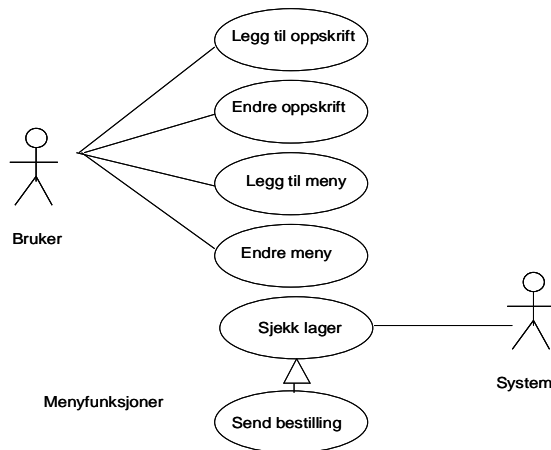 Legg til oppskrift
Endre oppskrift
Legg til meny
Bruker
Endre meny
Sjekk lager
System
Menyfunksjoner
Send bestilling